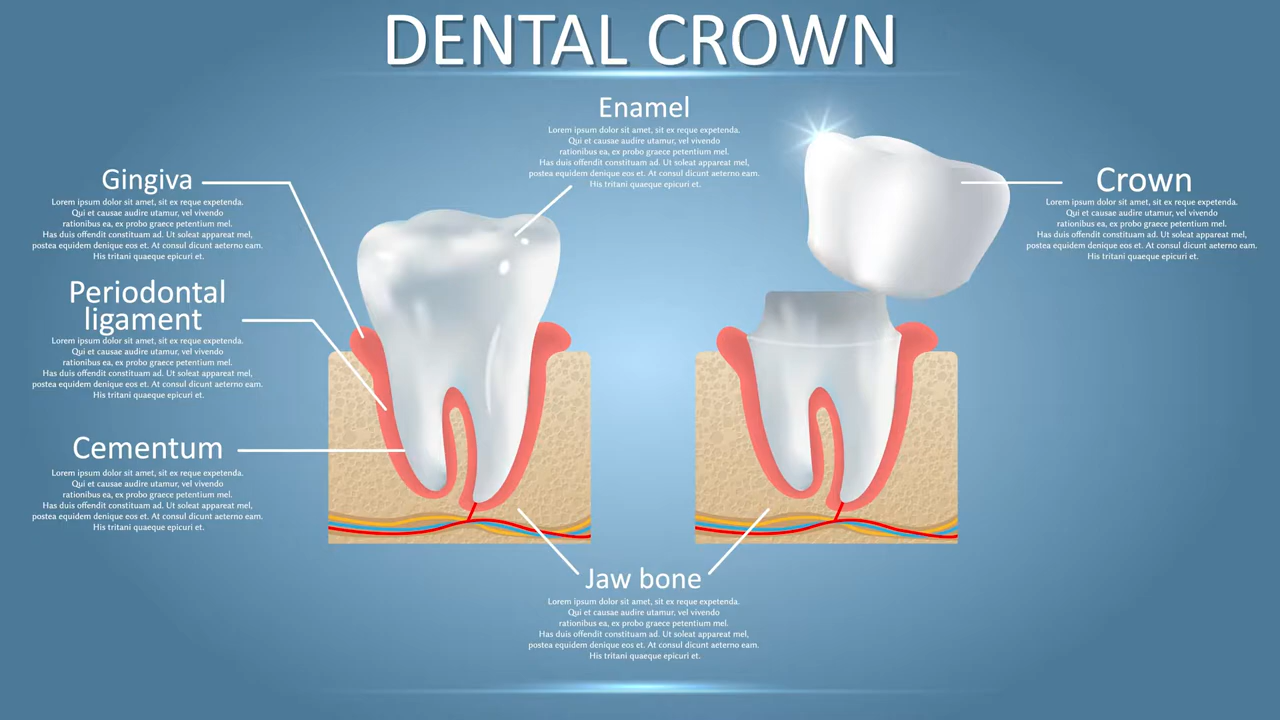 DENTAL CROWN
Enamel
Lorem ipsum dolor sit amet, sit ex reque expetenda.
Qui et causae audire utamur, vel vivendo
rationibus ea, ex probo graece petentium mel.
Has duis offendit constituam ad. Ut soleat appareat mel,
postea equidem denique eos et. At consul dicunt aeterno eam.
His tritani quaeque epicuri et.
Gingiva
Lorem ipsum dolor sit amet, sit ex reque expetenda.
Qui et causae audire utamur, vel vivendo
rationibus ea, ex probo graece petentium mel.
Has duis offendit constituam ad. Ut soleat appareat mel,
postea equidem denique eos et. At consul dicunt aeterno eam.
His tritani quaeque epicuri et.
Crown
Lorem ipsum dolor sit amet, sit ex reque expetenda.
Qui et causae audire utamur, vel vivendo
rationibus ea, ex probo graece petentium mel.
Has duis offendit constituam ad. Ut soleat appareat mel,
postea equidem denique eos et. At consul dicunt aeterno eam.
His tritani quaeque epicuri et.
Periodontal
ligament
Lorem ipsum dolor sit amet, sit ex reque expetenda.
Qui et causae audire utamur, vel vivendo
rationibus ea, ex probo graece petentium mel.
Has duis offendit constituam ad. Ut soleat appareat mel,
postea equidem denique eos et. At consul dicunt aeterno eam.
His tritani quaeque epicuri et.
Cementum
Lorem ipsum dolor sit amet, sit ex reque expetenda.
Qui et causae audire utamur, vel vivendo
rationibus ea, ex probo graece petentium mel.
Has duis offendit constituam ad. Ut soleat appareat mel,
postea equidem denique eos et. At consul dicunt aeterno eam.
His tritani quaeque epicuri et.
Jaw bone
Lorem ipsum dolor sit amet, sit ex reque expetenda.
Qui et causae audire utamur, vel vivendo
rationibus ea, ex probo graece petentium mel.
Has duis offendit constituam ad. Ut soleat appareat mel,
postea equidem denique eos et. At consul dicunt aeterno eam.
His tritani quaeque epicuri et.